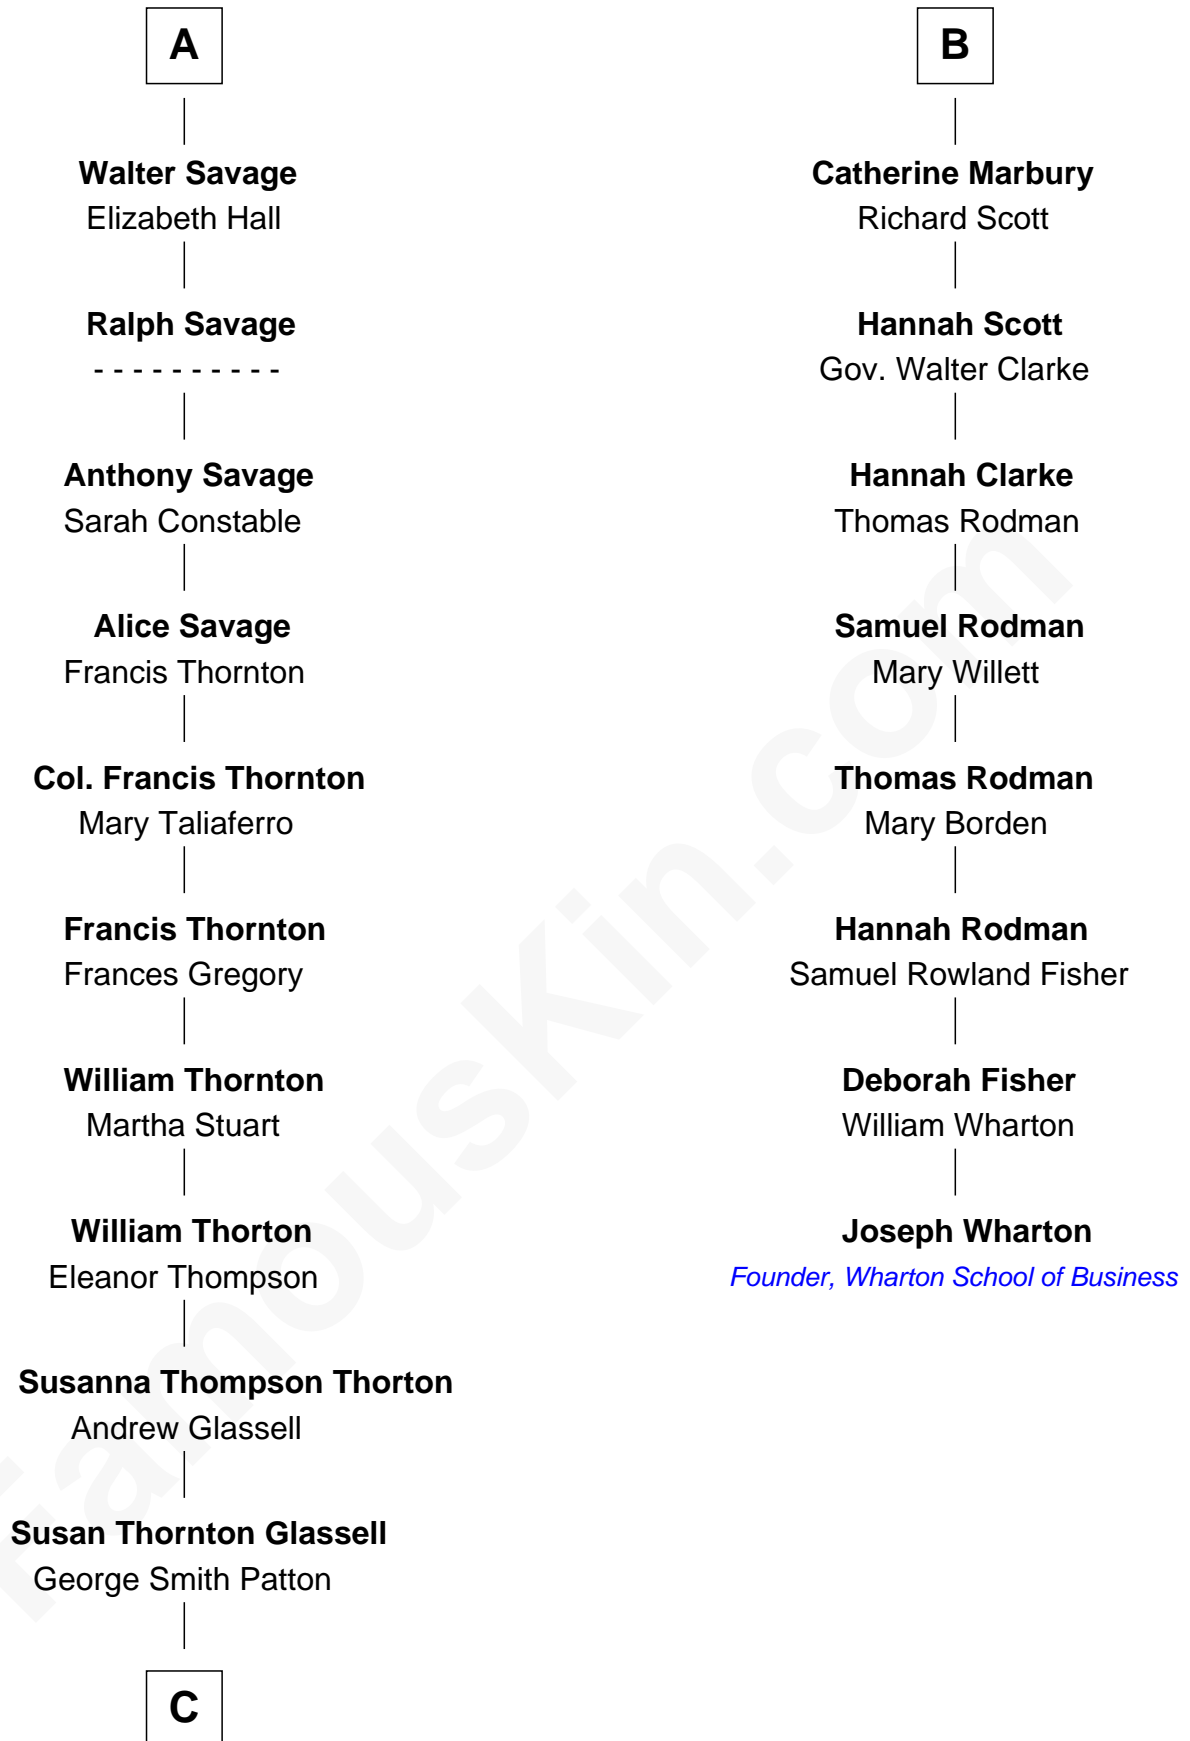 A
Walter Savage
Elizabeth Hall
Ralph Savage
- - - - - - - - - -
Anthony Savage
Sarah Constable
Alice Savage
Francis Thornton
Col. Francis Thornton
Mary Taliaferro
Francis Thornton
Frances Gregory
William Thornton
Martha Stuart
William Thorton
Eleanor Thompson
Susanna Thompson Thorton
Andrew Glassell
Susan Thornton Glassell
George Smith Patton
C
B
Catherine Marbury
Richard Scott
Hannah Scott
Gov. Walter Clarke
Hannah Clarke
Thomas Rodman
Samuel Rodman
Mary Willett
Thomas Rodman
Mary Borden
Hannah Rodman
Samuel Rowland Fisher
Deborah Fisher
William Wharton
Joseph Wharton
Founder, Wharton School of Business
FamousKin.com